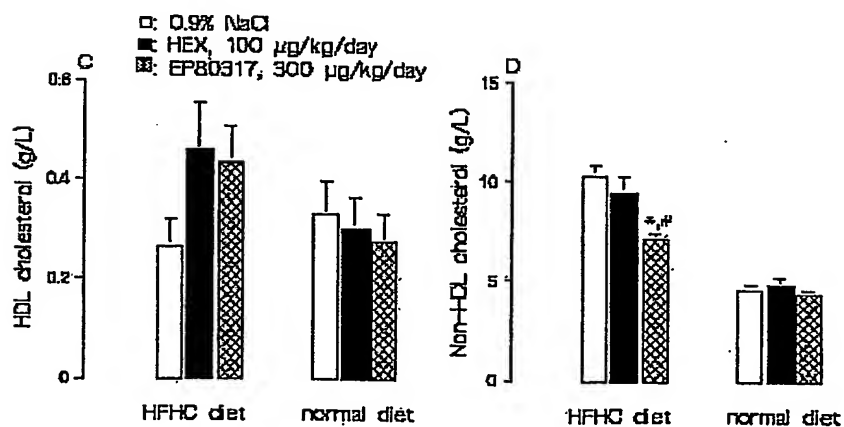 □: 0.9% NaCl
■: HEX, 100 µg/kg/day
▩: EP80317, 300 µg/kg/day
C
HDL cholesterol (g/L)
0.6
0.4
0.2
0
HFHC diet
normal diet
D
Non-HDL cholesterol (g/L)
15
10
5
0
*,#
HFHC diet
normal diet